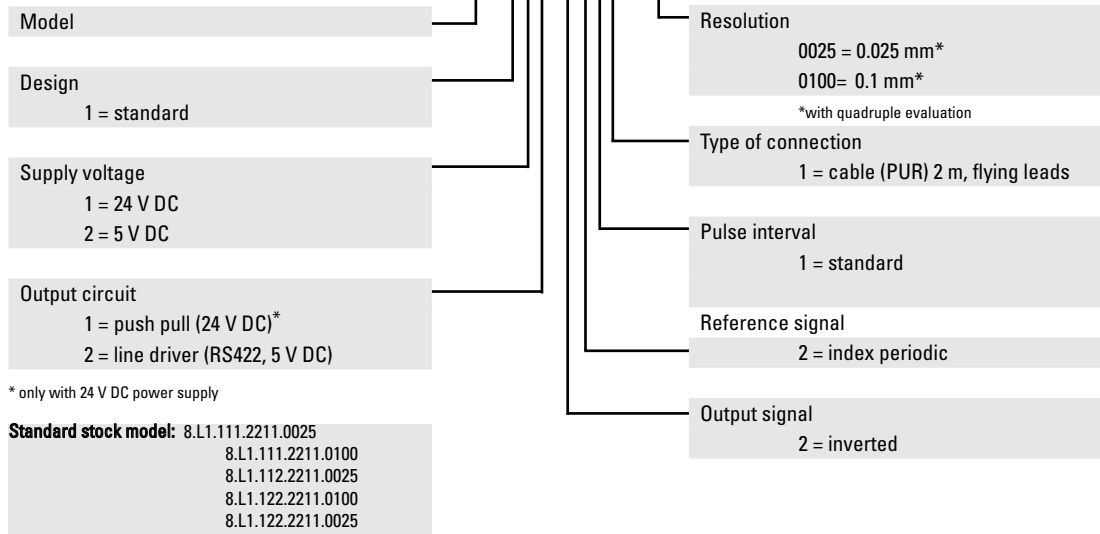 Model
Design
1 = standard
Supply voltage
1 = 24 V DC
2 = 5 V DC
Output circuit
1 = push pull (24 V DC)*
2 = line driver (RS422, 5 V DC)
* only with 24 V DC power supply
Standard stock model: 8.L1.111.2211.0025
8.L1.111.2211.0100
8.L1.112.2211.0025
8.L1.122.2211.0100
8.L1.122.2211.0025
Resolution
0025 = 0.025 mm*
0100= 0.1 mm*
*with quadruple evaluation
Type of connection
1 = cable (PUR) 2 m, flying leads
Pulse interval
1 = standard
Reference signal
2 = index periodic
Output signal
2 = inverted